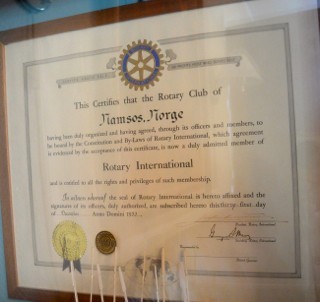 This Certifies that the Rotary Club of
Namsos, Norge
having been duly organized and having agreed, through its officers and members, to
be bound by the Constitution and By-Laws of Rotary International, which agreement
is evidenced by the acceptance of this certificate, is now a duly admitted member of
Rotary International
and is entitled to all the rights and privileges of such membership.
In witness whereof the seal of Rotary International is hereto affixed and the
signatures of its officers, duly authorized, are subscribed hereto this day
of Anno Domini